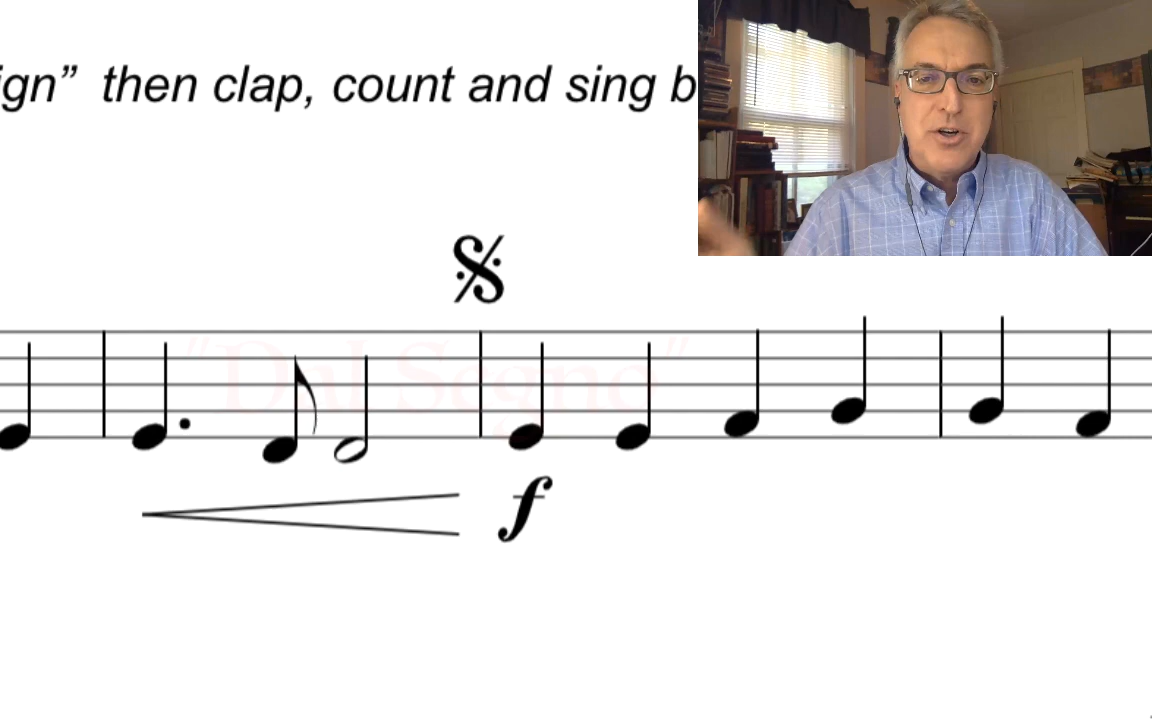 ign” then clap, count and sing b
"Dal Segno"
f